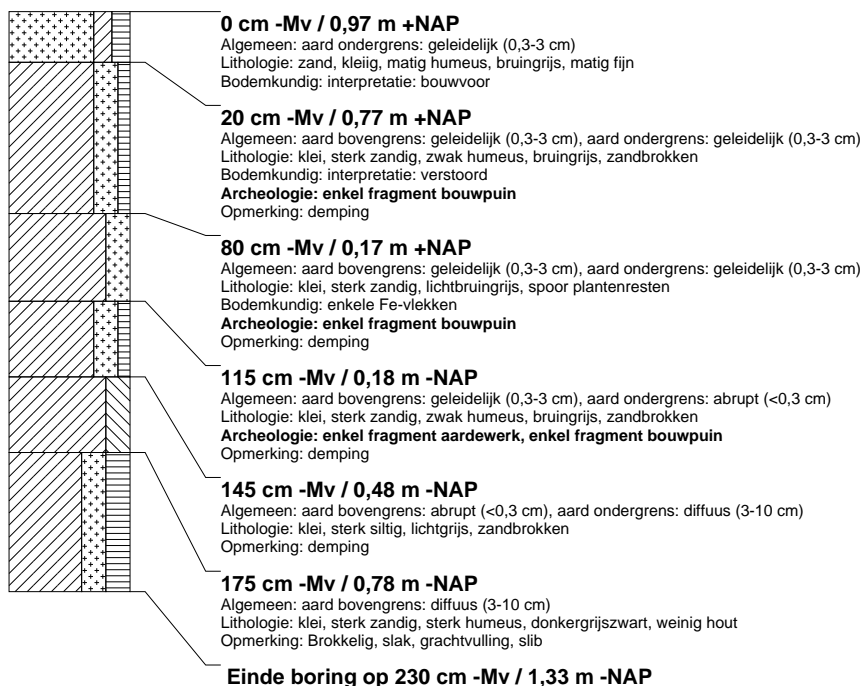 0 cm -Mv / 0,97 m +NAP
Algemeen: aard ondergrens: geleidelijk (0,3-3 cm)
Lithologie: zand, kleiig, matig humeus, bruingrijs, matig fijn
Bodemkundig: interpretatie: bouwvoor
20 cm -Mv / 0,77 m +NAP
Algemeen: aard bovengrens: geleidelijk (0,3-3 cm), aard ondergrens: geleidelijk (0,3-3 cm)
Lithologie: klei, sterk zandig, zwak humeus, bruingrijs, zandbrokken
Bodemkundig: interpretatie: verstoord
Archeologie: enkel fragment bouwpuin
Opmerking: demping
80 cm -Mv / 0,17 m +NAP
Algemeen: aard bovengrens: geleidelijk (0,3-3 cm), aard ondergrens: geleidelijk (0,3-3 cm)
Lithologie: klei, sterk zandig, lichtbruingrijs, spoor plantenresten
Bodemkundig: enkele Fe-vlekken
Archeologie: enkel fragment bouwpuin
Opmerking: demping
115 cm -Mv / 0,18 m -NAP
Algemeen: aard bovengrens: geleidelijk (0,3-3 cm), aard ondergrens: abrupt (<0,3 cm)
Lithologie: klei, sterk zandig, zwak humeus, bruingrijs, zandbrokken
Archeologie: enkel fragment aardewerk, enkel fragment bouwpuin
Opmerking: demping
145 cm -Mv / 0,48 m -NAP
Algemeen: aard bovengrens: abrupt (<0,3 cm), aard ondergrens: diffuus (3-10 cm)
Lithologie: klei, sterk siltig, lichtgrijs, zandbrokken
Opmerking: demping
175 cm -Mv / 0,78 m -NAP
Algemeen: aard bovengrens: diffuus (3-10 cm)
Lithologie: klei, sterk zandig, sterk humeus, donkergrijszwart, weinig hout
Opmerking: Brokkelig, slak, grachtvulling, slib
Einde boring op 230 cm -Mv / 1,33 m -NAP